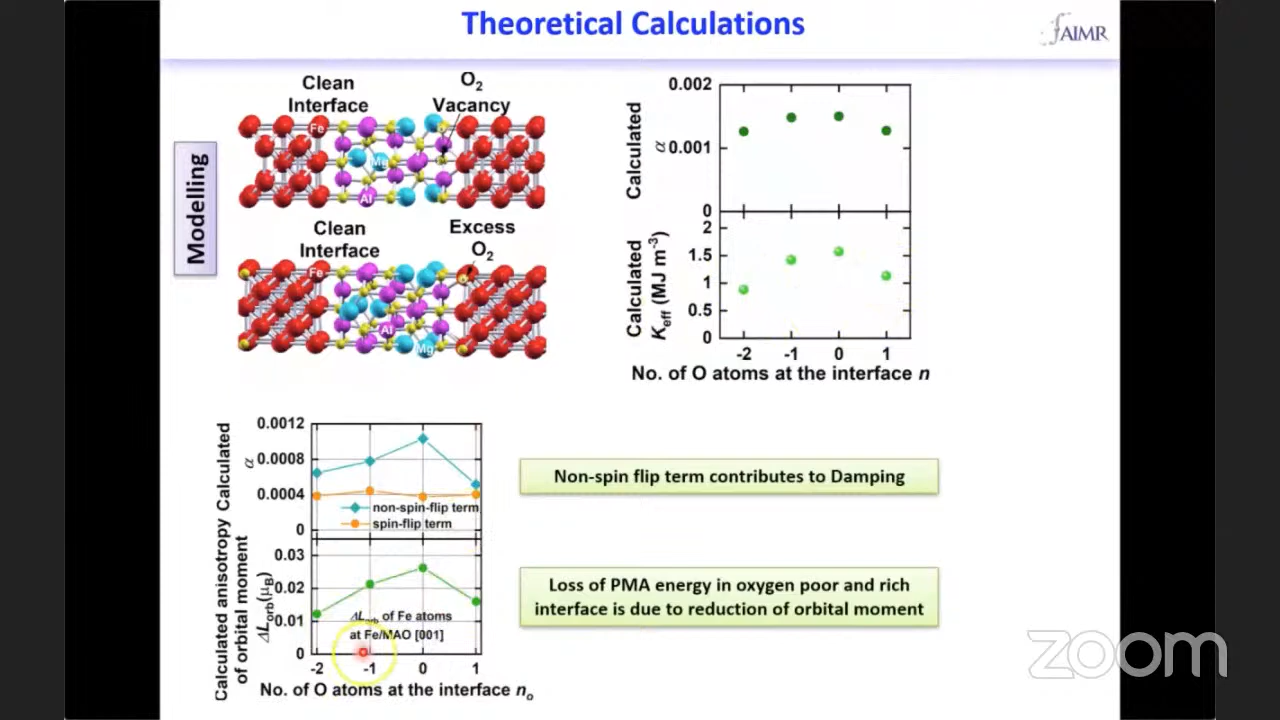 Theoretical Calculations
AIMR
Modelling
Clean
Interface
O2
Vacancy
Fe
Mg
Al
Clean
Interface
Excess
O2
Fe
Al
Mg
Calculated
α
0.002
0.001
0
Calculated
Keff (MJ m-3)
2
1.5
1
0.5
0
-2 -1 0 1
No. of O atoms at the interface n
Calculated
α
0.0012
0.0008
0.0004
0
non-spin-flip term
spin-flip term
Calculated anisotropy
of orbital moment
ΔLorb(μB)
0.03
0.02
0.01
0
ΔLorb of Fe atoms
at Fe/MAO [001]
-2 -1 0 1
No. of O atoms at the interface no
Non-spin flip term contributes to Damping
Loss of PMA energy in oxygen poor and rich
interface is due to reduction of orbital moment
zoom